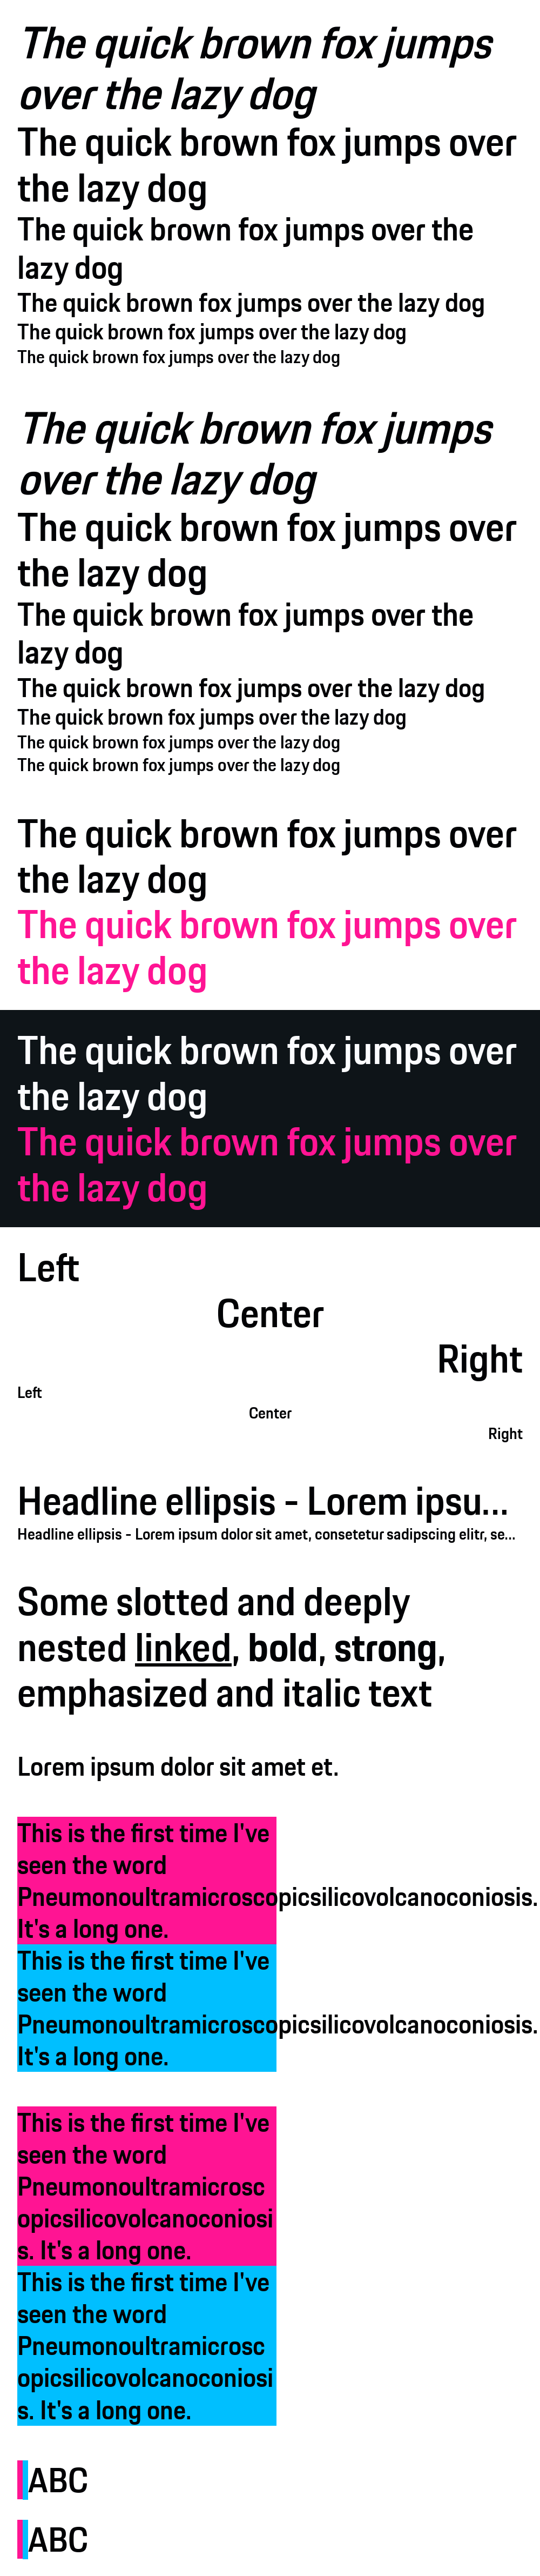 The quick brown fox jumps
over the lazy dog
The quick brown fox jumps over
the lazy dog
The quick brown fox jumps over the
lazy dog
The quick brown fox jumps over the lazy dog
The quick brown fox jumps over the lazy dog
The quick brown fox jumps over the lazy dog
The quick brown fox jumps
over the lazy dog
The quick brown fox jumps over
the lazy dog
The quick brown fox jumps over the
lazy dog
The quick brown fox jumps over the lazy dog
The quick brown fox jumps over the lazy dog
The quick brown fox jumps over the lazy dog
The quick brown fox jumps over the lazy dog
The quick brown fox jumps over
the lazy dog
The quick brown fox jumps over
the lazy dog
The quick brown fox jumps over
the lazy dog
The quick brown fox jumps over
the lazy dog
Left
Center
Right
Left
Center
Right
Headline ellipsis - Lorem ipsu...
Headline ellipsis - Lorem ipsum dolor sit amet, consetetur sadipscing elitr, se...
Some slotted and deeply
nested linked, bold, strong,
emphasized and italic text
Lorem ipsum dolor sit amet et.
This is the first time I've
seen the word
Pneumonoultramicroscopicsilicovolcanoconiosis.
It's a long one.
This is the first time I've
seen the word
Pneumonoultramicroscopicsilicovolcanoconiosis.
It's a long one.
This is the first time I've
seen the word
Pneumonoultramicrosc
opicsilicovolcanoconiosi
s. It's a long one.
This is the first time I've
seen the word
Pneumonoultramicrosc
opicsilicovolcanoconiosi
s. It's a long one.
ABC
ABC